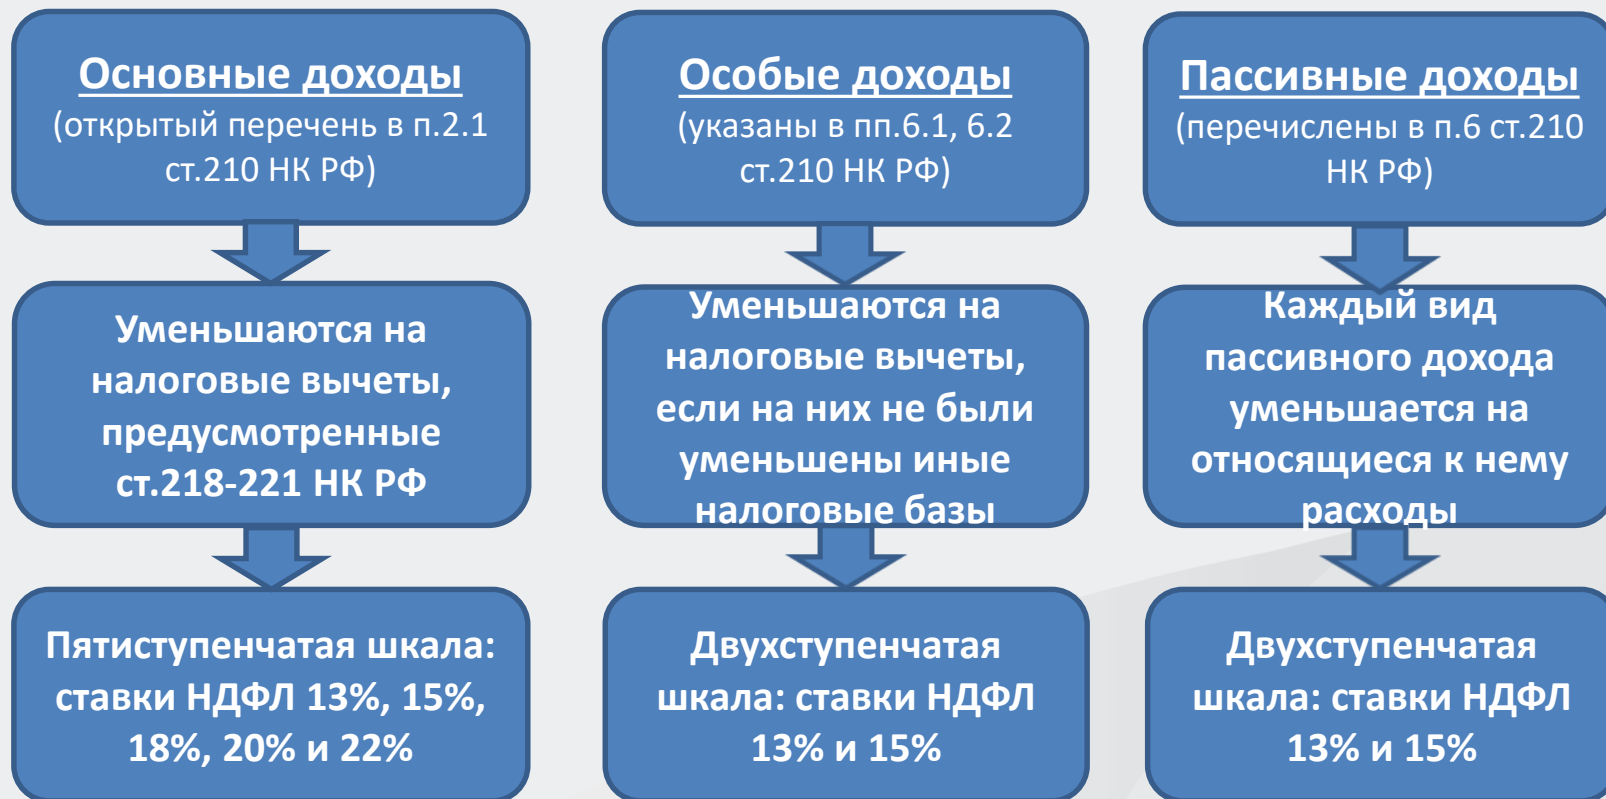 Основные доходы
(открытый перечень в п.2.1
ст.210 НК РФ)
Уменьшаются на
налоговые вычеты,
предусмотренные
ст.218-221 НК РФ
Пятиступенчатая шкала:
ставки НДФЛ 13%, 15%,
18%, 20% и 22%
Особые доходы
(указаны в пп.6.1, 6.2
ст.210 НК РФ)
Уменьшаются на
налоговые вычеты,
если на них не были
уменьшены иные
налоговые базы
Двухступенчатая
шкала: ставки НДФЛ
13% и 15%
Пассивные доходы
(перечислены в п.6 ст.210
НК РФ)
Каждый вид
пассивного дохода
уменьшается на
относящиеся к нему
расходы
Двухступенчатая
шкала: ставки НДФЛ
13% и 15%